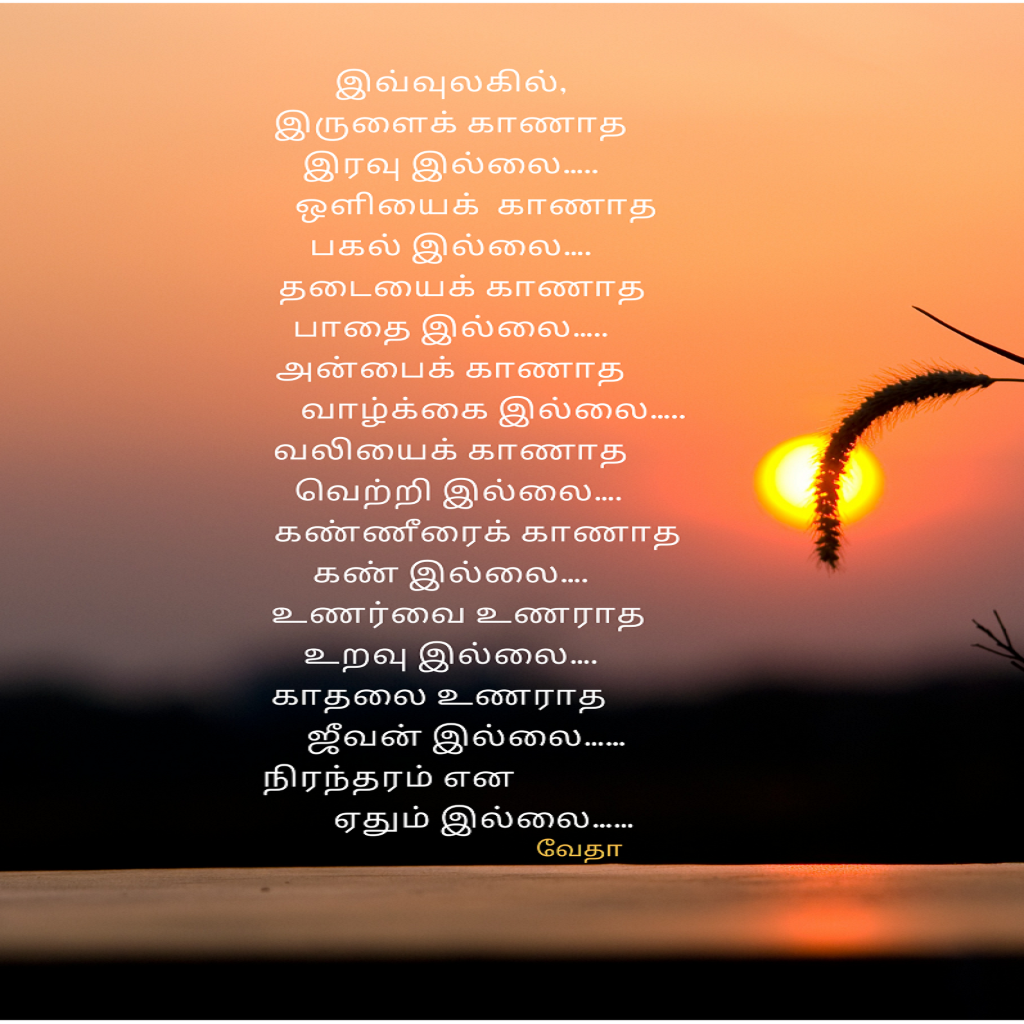 இவ்வுலகில்,
இருளைக் காணாத
இரவு இல்லை.....
ஒளியைக் காணாத
பகல் இல்லை....
தடையைக் காணாத
பாதை இல்லை.....
அன்பைக் காணாத
வாழ்க்கை இல்லை.....
வலியைக் காணாத
வெற்றி இல்லை....
கண்ணீரைக் காணாத
கண் இல்லை....
உணர்வை உணராத
உறவு இல்லை....
காதலை உணராத
ஜீவன் இல்லை......
நிரந்தரம் என
ஏதும் இல்லை......
வேதா